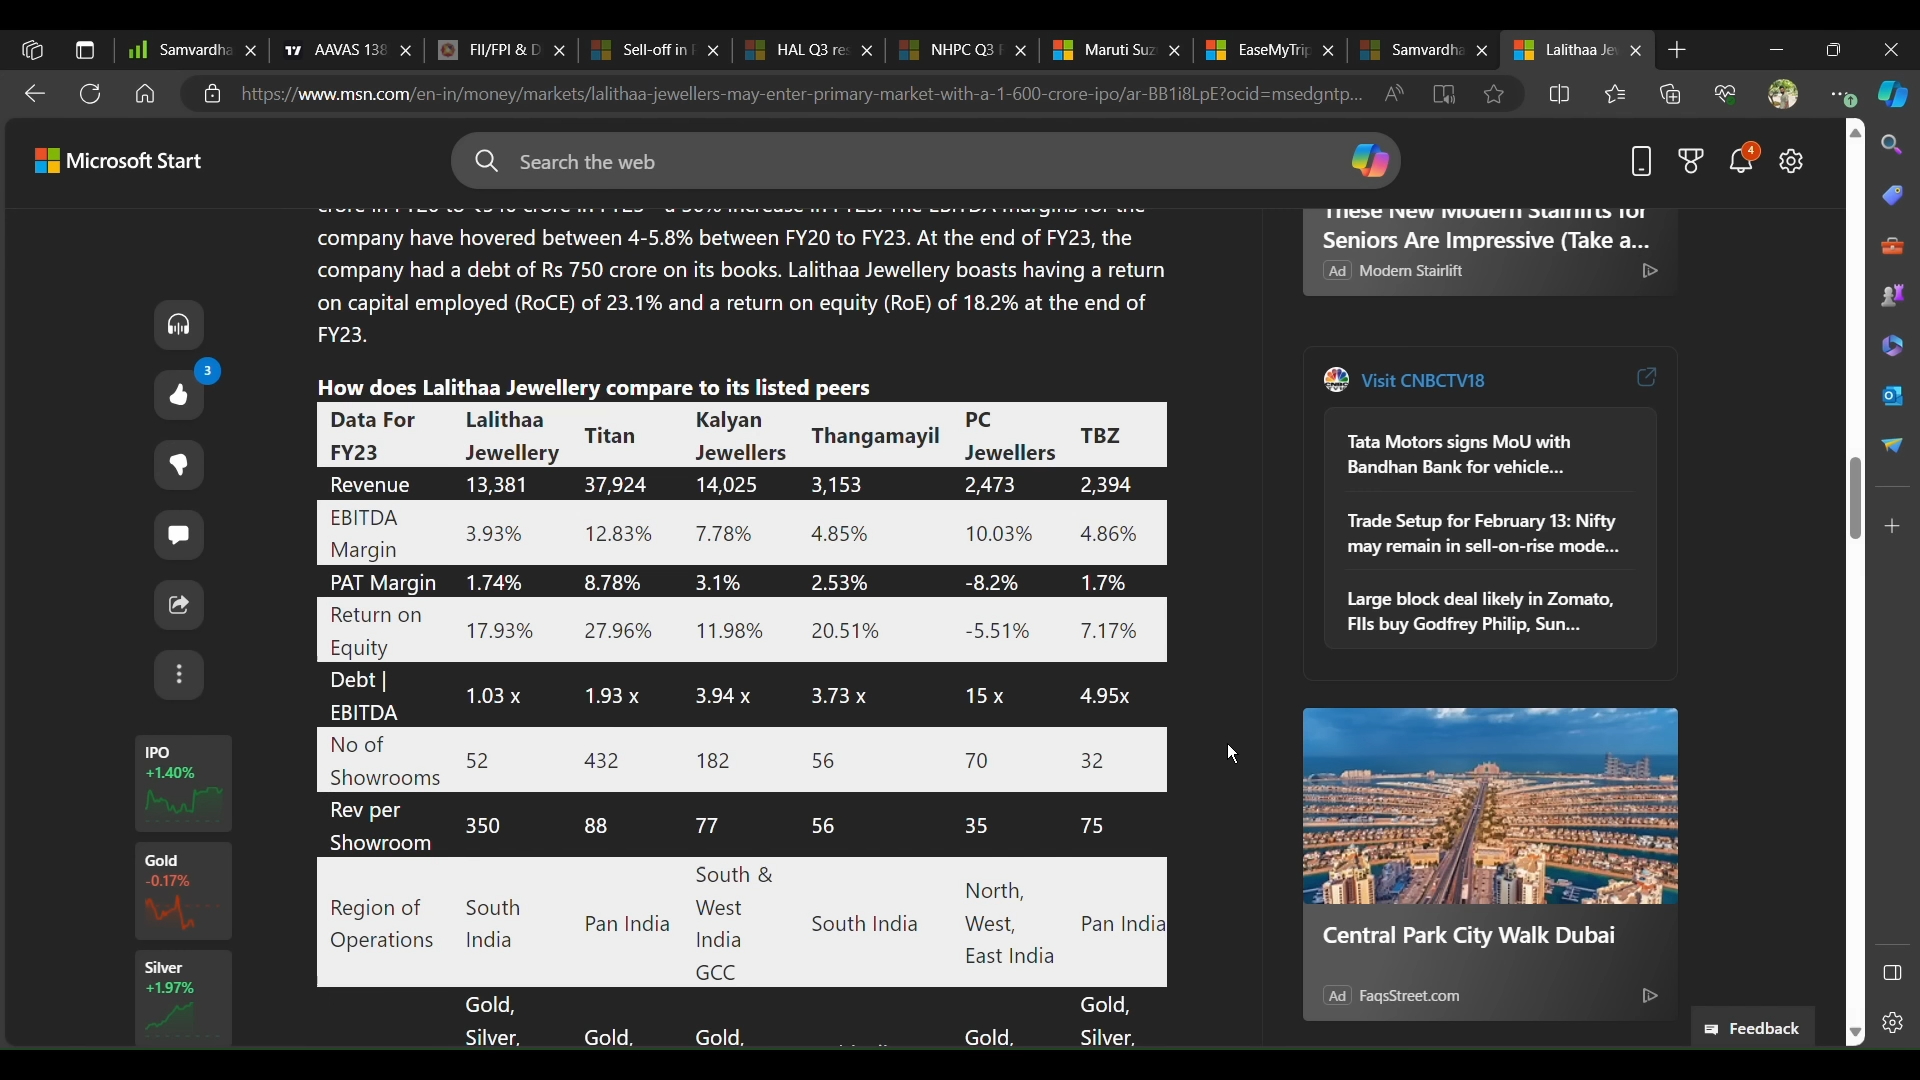 Samvardha
AAVAS 138
FII/FPI & D
Sell-off in
HAL Q3 re
NHPC Q3
Maruti Suz
EaseMyTrip
Samvardha
Lalithaa Je
https://www.msn.com/en-in/money/markets/lalithaa-jewellers-may-enter-primary-market-with-a-1-600-crore-ipo/ar-BB1i8LpE?ocid=msedgntp...
Microsoft Start
Search the web
4
company have hovered between 4-5.8% between FY20 to FY23. At the end of FY23, the
company had a debt of Rs 750 crore on its books. Lalithaa Jewellery boasts having a return
on capital employed (RoCE) of 23.1% and a return on equity (RoE) of 18.2% at the end of
FY23.
3
How does Lalithaa Jewellery compare to its listed peers
Data For FY23 Lalithaa Jewellery Titan Kalyan Jewellers Thangamayil PC Jewellers TBZ
Revenue 13,381 37,924 14,025 3,153 2,473 2,394
EBITDA Margin 3.93% 12.83% 7.78% 4.85% 10.03% 4.86%
PAT Margin 1.74% 8.78% 3.1% 2.53% -8.2% 1.7%
Return on Equity 17.93% 27.96% 11.98% 20.51% -5.51% 7.17%
Debt | EBITDA 1.03 x 1.93 x 3.94 x 3.73 x 15 x 4.95x
No of Showrooms 52 432 182 56 70 32
Rev per Showroom 350 88 77 56 35 75
Region of Operations South India Pan India South & West India GCC South India North, West, East India Pan India
Gold, Silver, Gold, Gold, Gold, Gold, Silver,
IPO
+1.40%
Gold
-0.17%
Silver
+1.97%
These New Modern Stairlifts for
Seniors Are Impressive (Take a...
Ad Modern Stairlift
Visit CNBCTV18
Tata Motors signs MoU with
Bandhan Bank for vehicle...
Trade Setup for February 13: Nifty
may remain in sell-on-rise mode...
Large block deal likely in Zomato,
FIIs buy Godfrey Philip, Sun...
Central Park City Walk Dubai
Ad FaqsStreet.com
Feedback